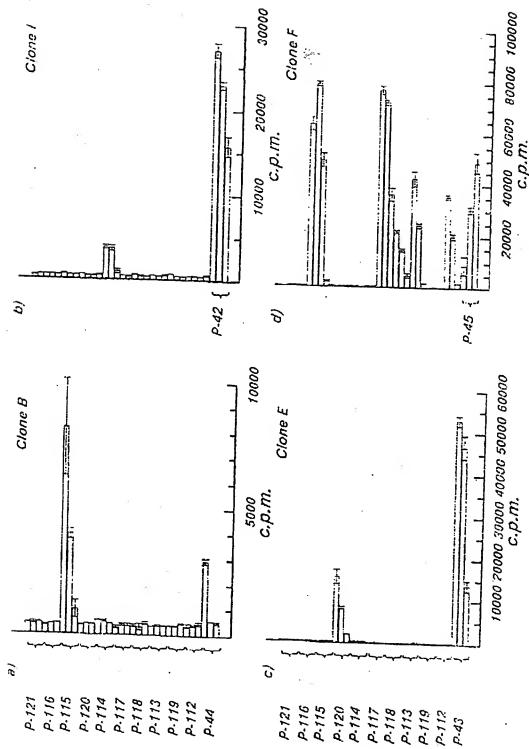 a)
Clone B
P-121
P-116
P-115
P-120
P-114
P-117
P-118
P-113
P-119
P-112
P-44
5000
10000
c.p.m.
b)
Clone I
P-42 {
10000
20000
30000
c.p.m.
c)
Clone E
P-121
P-116
P-115
P-120
P-114
P-117
P-118
P-113
P-119
P-112
P-43
10000 20000 30000 40000 50000 60000
c.p.m.
d)
Clone F
P-45 {
20000
40000
60000
80000
100000
c.p.m.